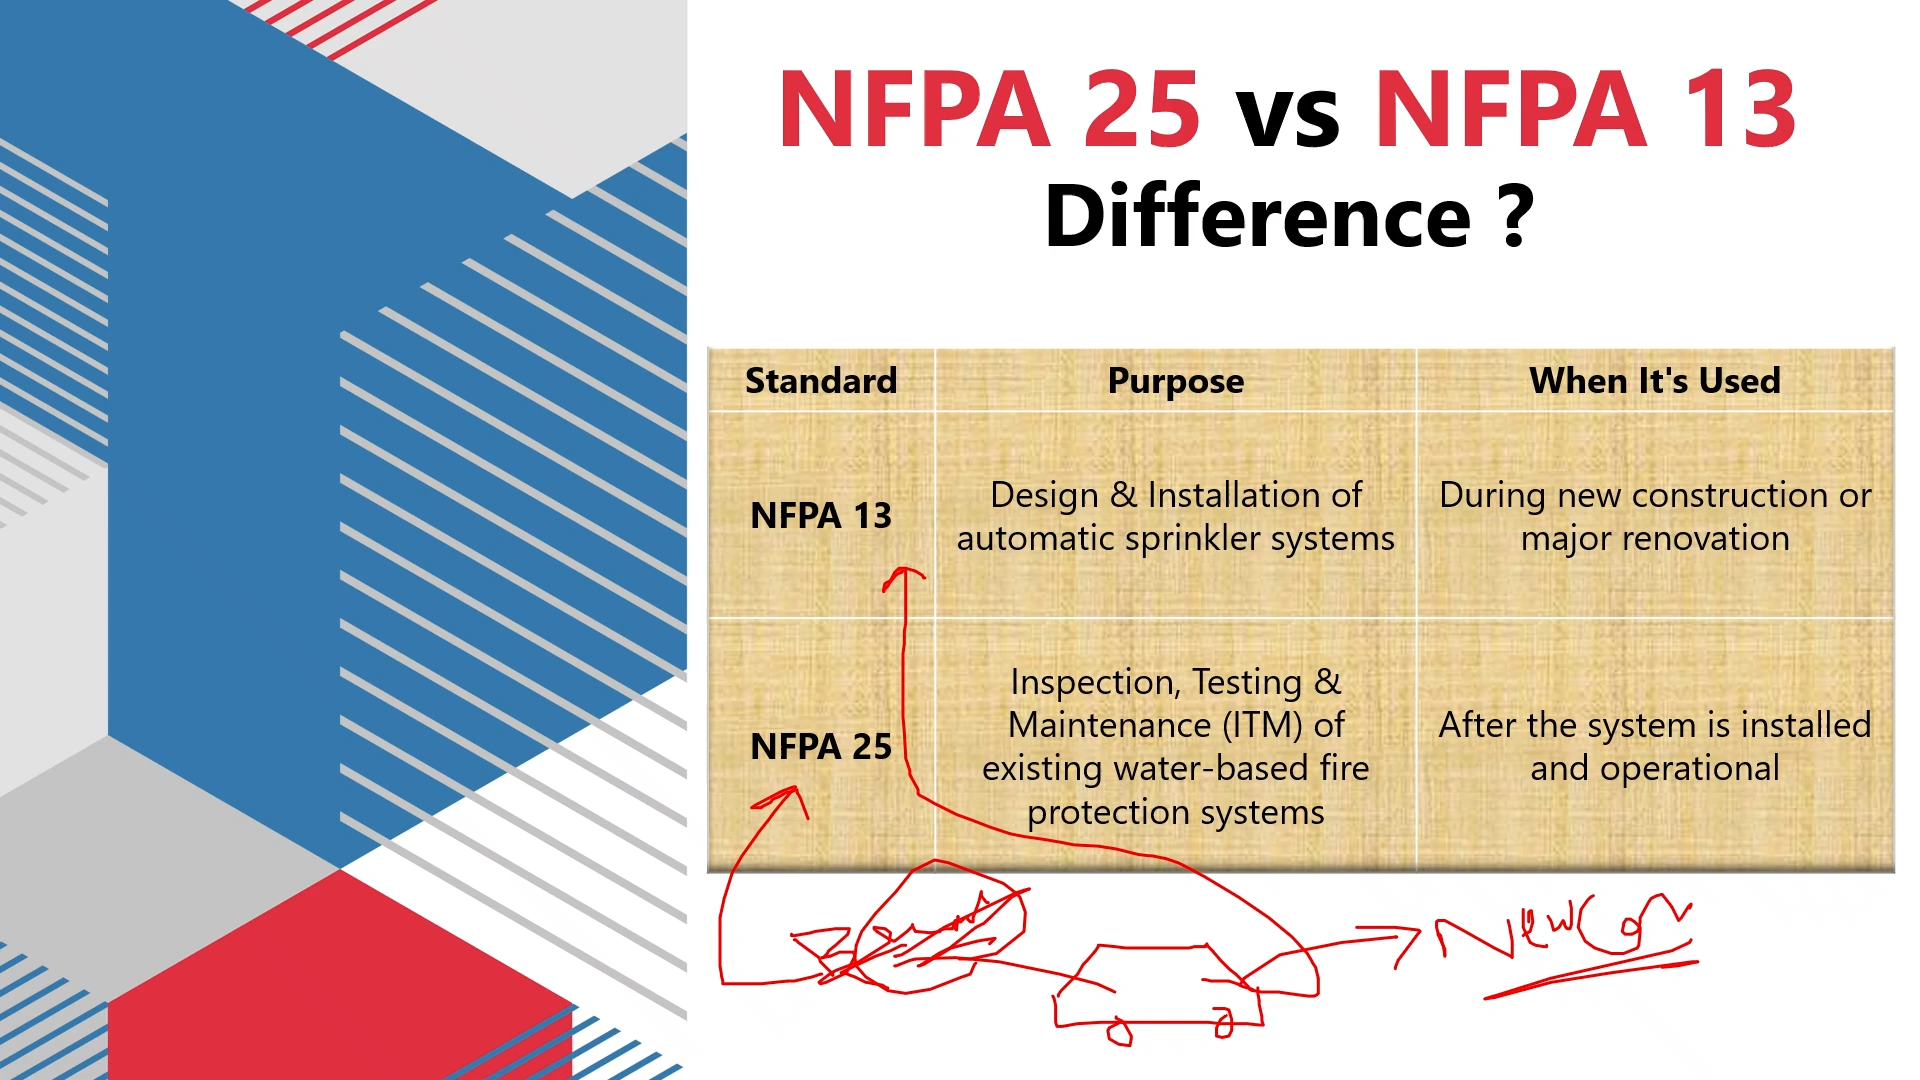 NFPA 25 vs NFPA 13
Difference ?
Standard
Purpose
When It's Used
NFPA 13
Design & Installation of
automatic sprinkler systems
During new construction or
major renovation
NFPA 25
Inspection, Testing &
Maintenance (ITM) of
existing water-based fire
protection systems
After the system is installed
and operational
New Con